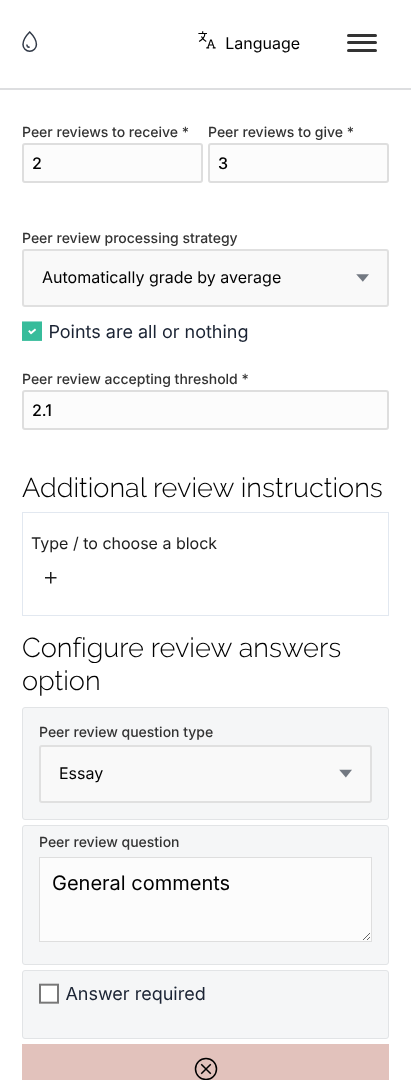 Language
Peer reviews to receive * Peer reviews to give *
2 3
Peer review processing strategy
Automatically grade by average
Points are all or nothing
Peer review accepting threshold *
2.1
Additional review instructions
Type / to choose a block
+
Configure review answers
option
Peer review question type
Essay
Peer review question
General comments
Answer required